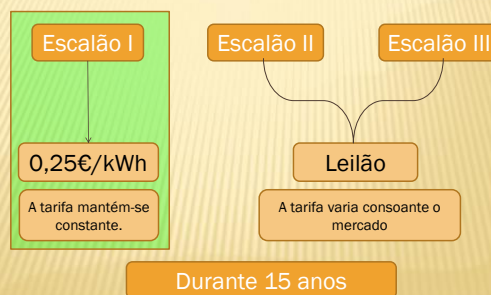 Escalão I
Escalão II
Escalão III
0,25€/kWh
Leilão
A tarifa mantém-se
constante.
A tarifa varia consoante o
mercado
Durante 15 anos